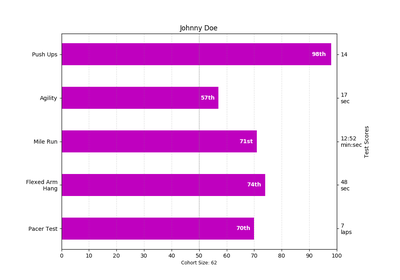 Johnny Doe
Push Ups
98th
14
Agility
57th
17
sec
Mile Run
71st
12:52
min:sec
Flexed Arm
Hang
74th
48
sec
Pacer Test
70th
7
laps
Test Scores
0 10 20 30 40 50 60 70 80 90 100
Cohort Size: 62